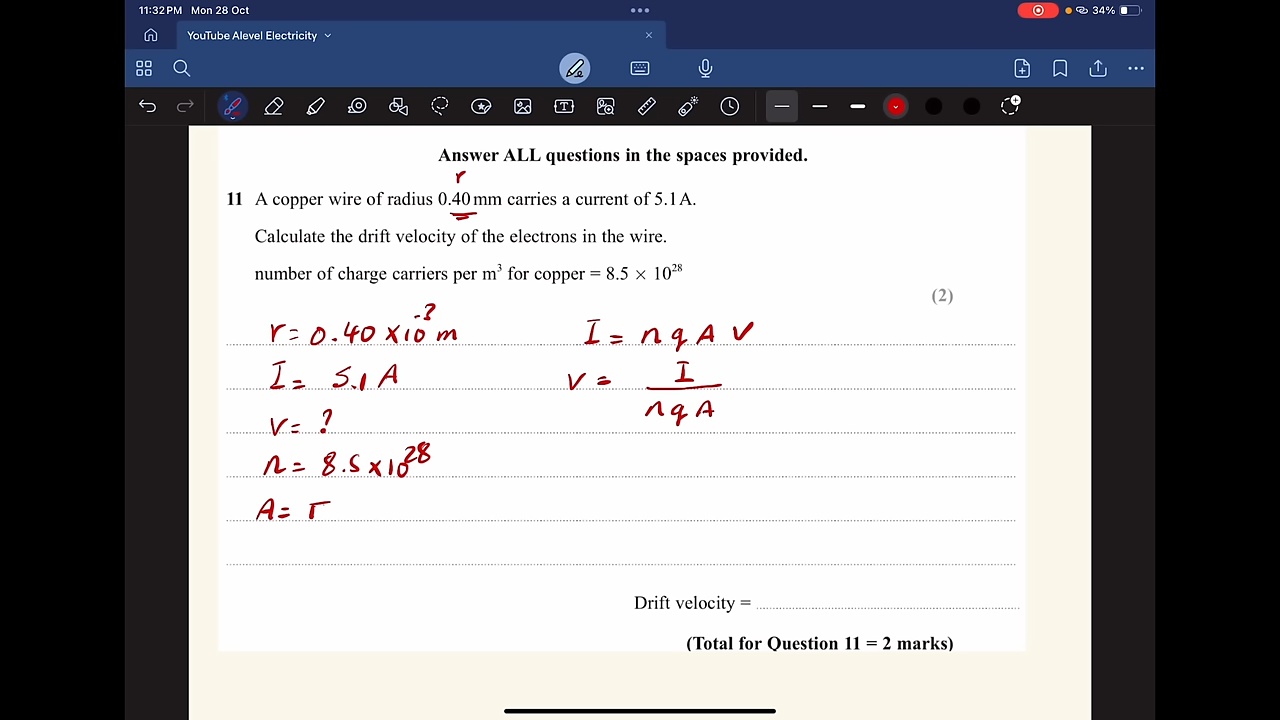 11:32 PM Mon 28 Oct
34%
YouTube Alevel Electricity
Answer ALL questions in the spaces provided.
r
11 A copper wire of radius 0.40 mm carries a current of 5.1 A.
Calculate the drift velocity of the electrons in the wire.
number of charge carriers per m³ for copper = 8.5 × 10²⁸
(2)
r = 0.40 × 10⁻³ m
I = 5.1 A
v = ?
n = 8.5 × 10²⁸
A =
I = n q A v
v = I / n q A
Drift velocity =
(Total for Question 11 = 2 marks)